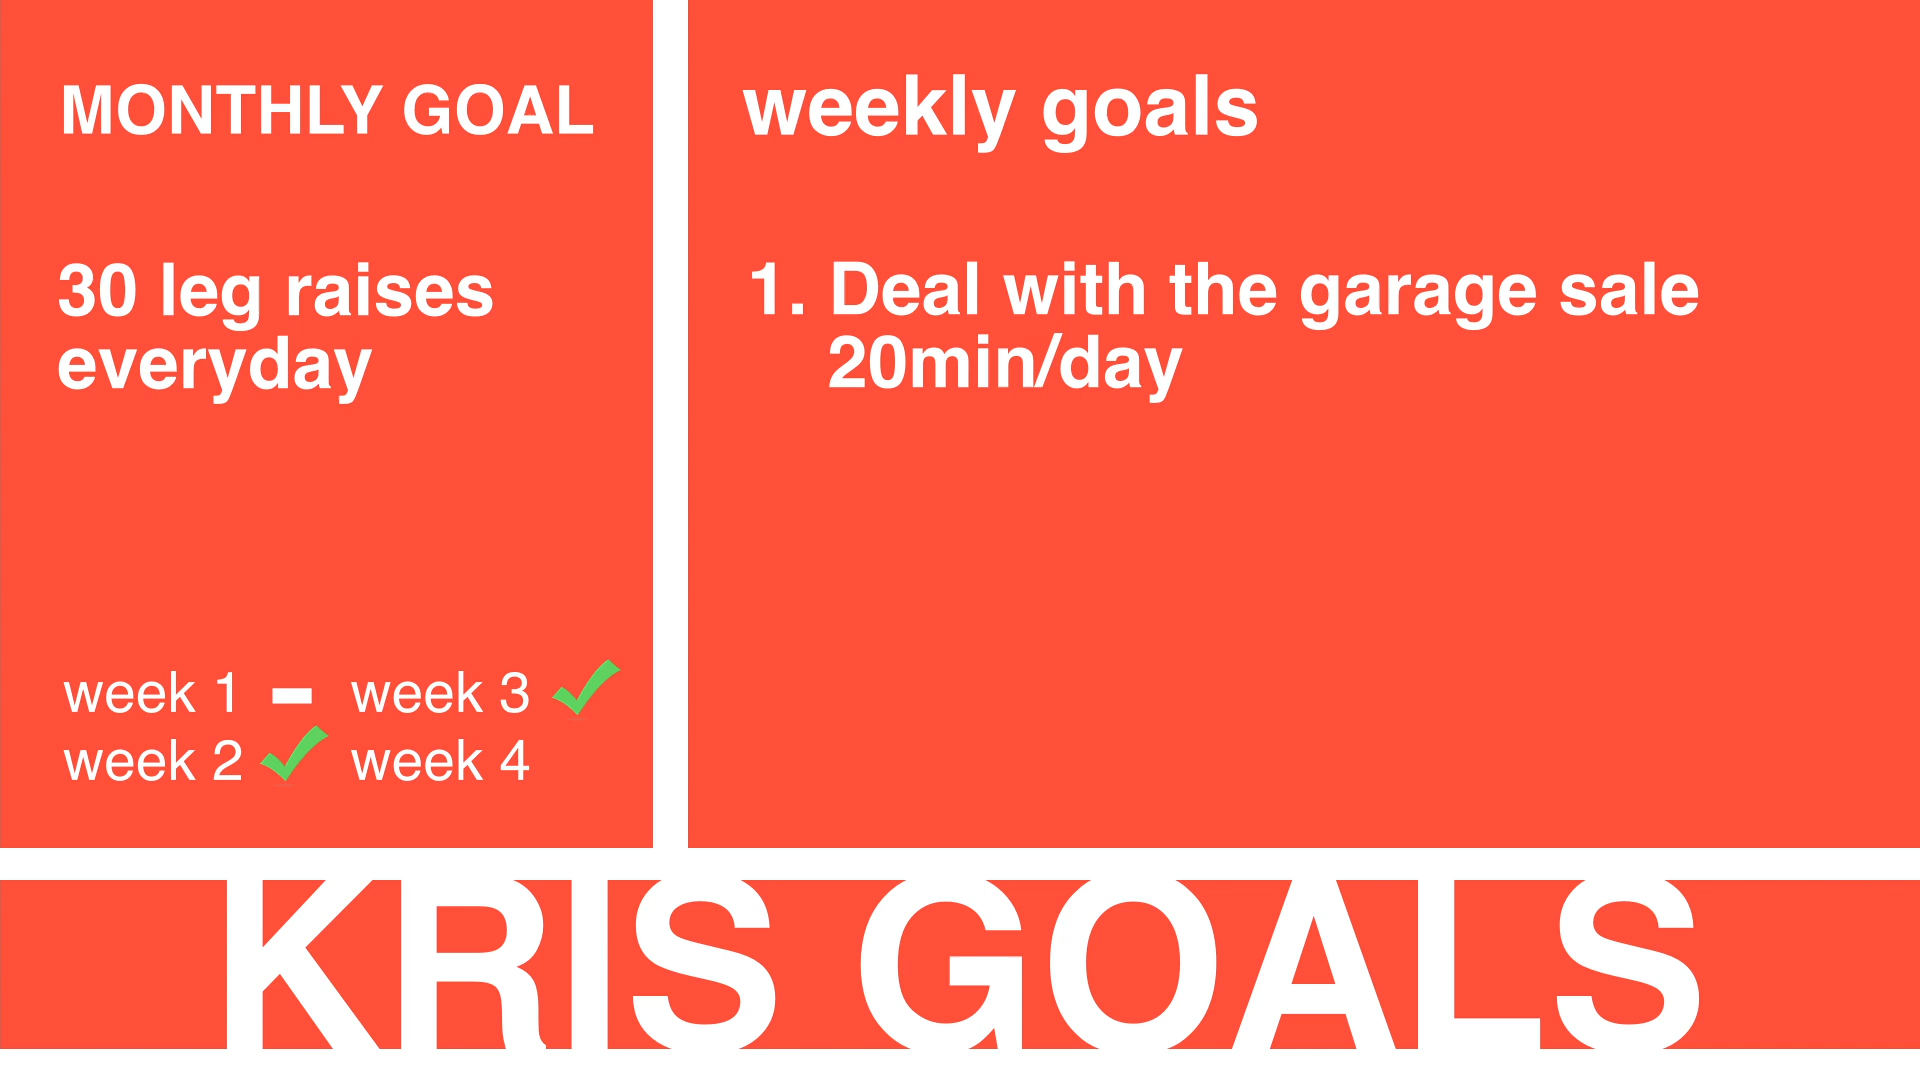 MONTHLY GOAL
30 leg raises
everyday
week 1 - week 3 ✓
week 2 ✓ week 4
weekly goals
1. Deal with the garage sale
20min/day
KRIS GOALS